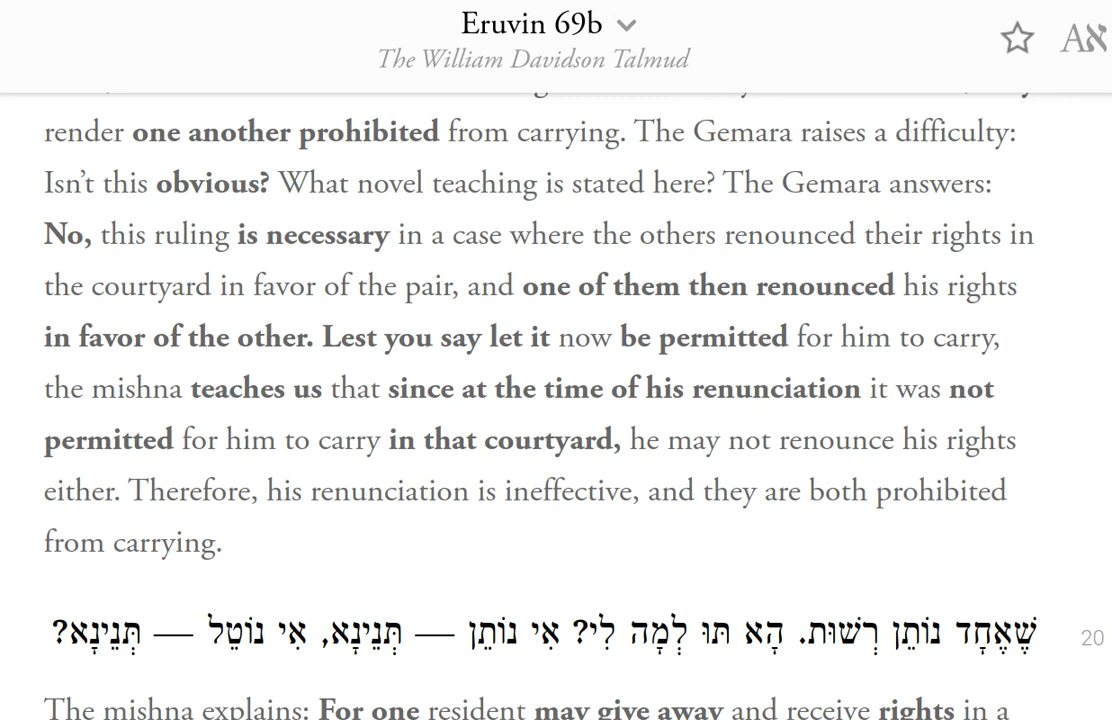 Eruvin 69b
The William Davidson Talmud
Aא
render one another prohibited from carrying. The Gemara raises a difficulty:
Isn’t this obvious? What novel teaching is stated here? The Gemara answers:
No, this ruling is necessary in a case where the others renounced their rights in
the courtyard in favor of the pair, and one of them then renounced his rights
in favor of the other. Lest you say let it now be permitted for him to carry,
the mishna teaches us that since at the time of his renunciation it was not
permitted for him to carry in that courtyard, he may not renounce his rights
either. Therefore, his renunciation is ineffective, and they are both prohibited
from carrying.
שֶׁאֶחָד נוֹתֵן רְשׁוּת. הָא תּוּ לְמָה לִי? אִי נוֹתֵן — תְּנֵינָא, אִי נוֹטֵל — תְּנֵינָא?
20
The mishna explains: For one resident may give away and receive rights in a